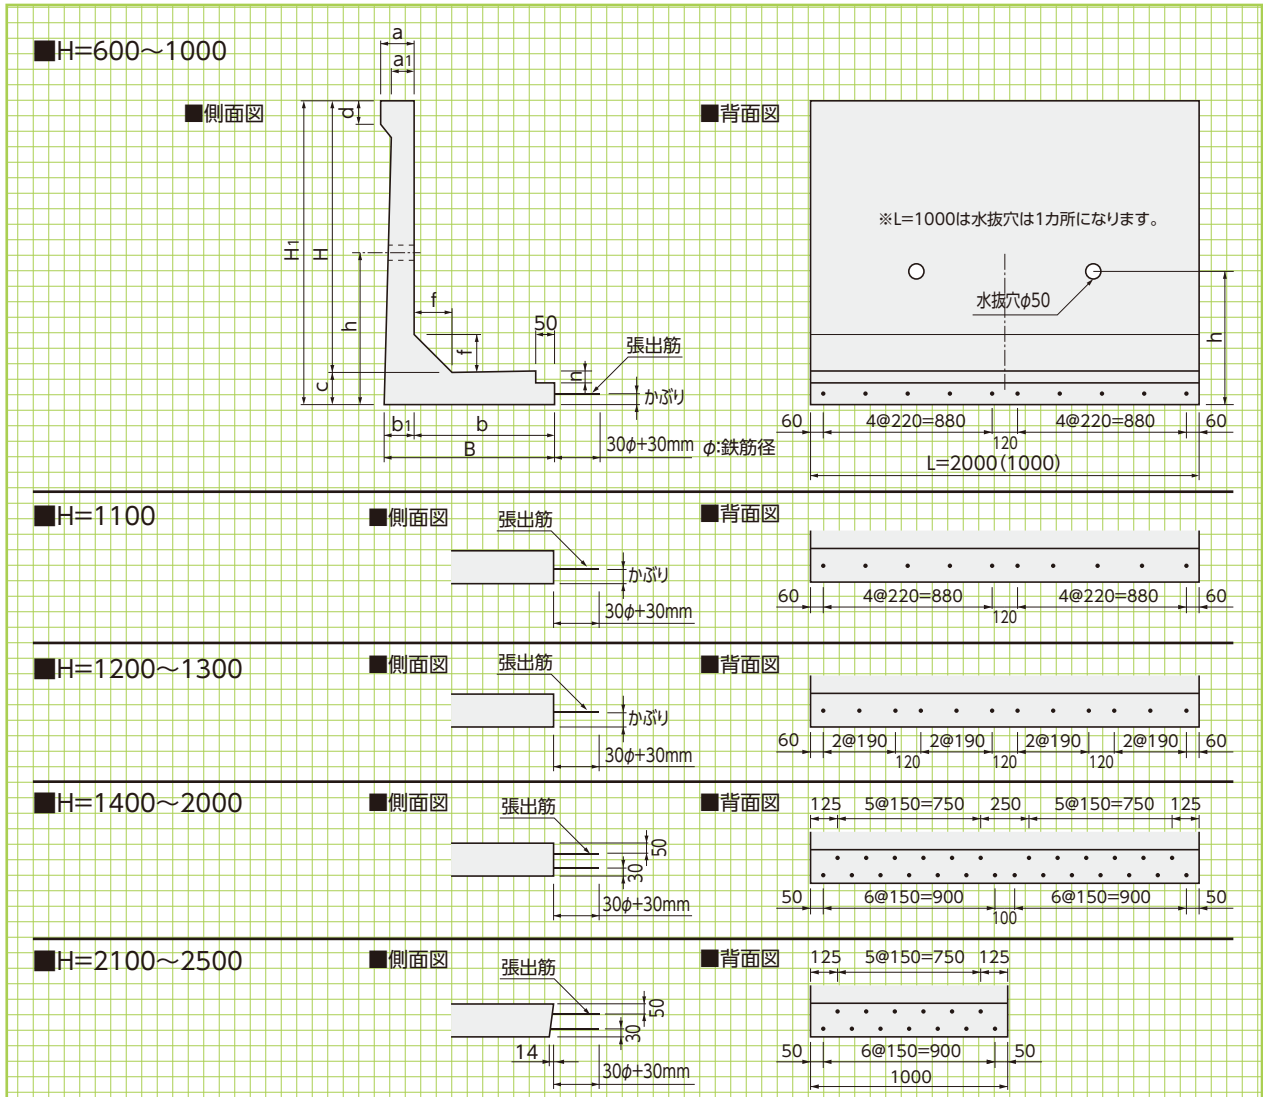 ■H=600〜1000
■側面図
a
a1
d
H1
H
h
c
f
f
50
n
張出筋
かぶり
b1
b
B
30φ+30mm
φ:鉄筋径
■背面図
※L=1000は水抜穴は1カ所になります。
水抜穴φ50
h
60
4@220=880
120
4@220=880
60
L=2000(1000)
■H=1100
■側面図
張出筋
かぶり
30φ+30mm
■背面図
60
4@220=880
120
4@220=880
60
■H=1200〜1300
■側面図
張出筋
かぶり
30φ+30mm
■背面図
60
2@190
120
2@190
120
2@190
120
2@190
60
■H=1400〜2000
■側面図
張出筋
50
30
30φ+30mm
■背面図
125
5@150=750
250
5@150=750
125
50
6@150=900
100
6@150=900
50
■H=2100〜2500
■側面図
張出筋
50
30
14
30φ+30mm
■背面図
125
5@150=750
125
50
6@150=900
50
1000